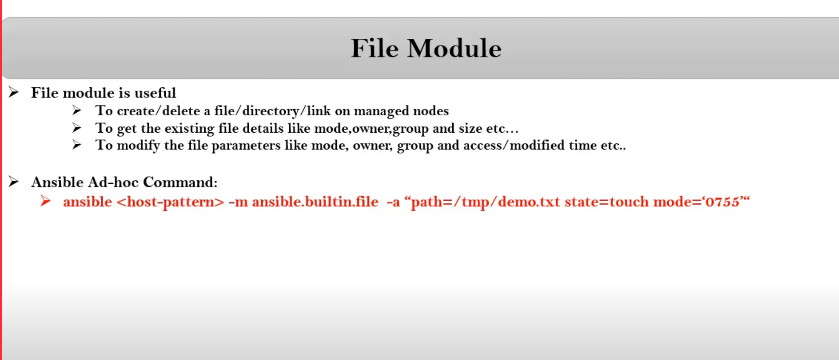 File Module
➤ File module is useful
➤ To create/delete a file/directory/link on managed nodes
➤ To get the existing file details like mode,owner,group and size etc…
➤ To modify the file parameters like mode, owner, group and access/modified time etc..
➤ Ansible Ad-hoc Command:
➤ ansible <host-pattern> -m ansible.builtin.file -a “path=/tmp/demo.txt state=touch mode=‘0755’“